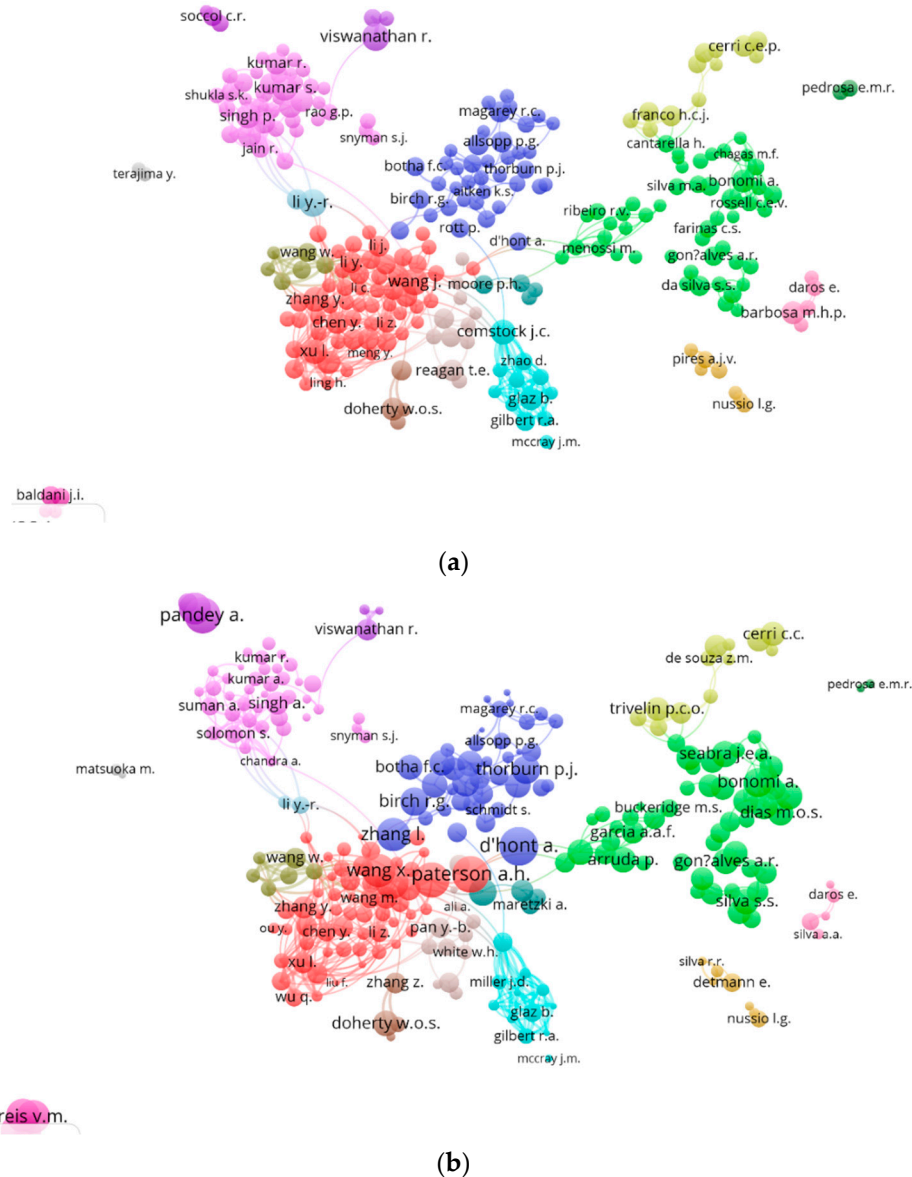 soccol c.r.
viswanathan r.
cerri c.e.p.
kumar r.
pedrosa e.m.r.
kumar s.
shukla s.k.
magarey r.c.
rao g.p.
singh p.
franco h.c.j.
snyman s.j.
allsopp p.g.
cantarella h.
jain r.
chagas m.f.
botha f.c.
thorburn p.j.
terajima y.
silva m.a.
bonomi a.
aitken k.s.
birch r.g.
li y.-r.
rossell c.e.v.
ribeiro r.v.
rott p.
farinas c.s.
d'hont a.
li j.
wang w.
menossi m.
gon?alves a.r.
li y.
wang j.
moore p.h.
li c.
da silva s.s.
daros e.
zhang y.
barbosa m.h.p.
chen y.
li z.
comstock j.c.
xu l.
meng y.
zhao d.
pires a.j.v.
reagan t.e.
ling h.
glaz b.
nussio l.g.
doherty w.o.s.
gilbert r.a.
mccray j.m.
baldani j.i.
(a)
pandey a.
viswanathan r.
cerri c.c.
kumar r.
de souza z.m.
kumar a.
pedrosa e.m.r.
singh a.
suman a.
magarey r.c.
trivelin p.c.o.
solomon s.
snyman s.j.
allsopp p.g.
seabra j.e.a.
chandra a.
matsuoka m.
botha f.c.
thorburn p.j.
bonomi a.
li y.-r.
birch r.g.
schmidt s.
buckeridge m.s.
dias m.o.s.
zhang l.
garcia a.a.f.
d'hont a.
wang w.
arruda p.
gon?alves a.r.
wang x.
paterson a.h.
zhang y.
wang m.
ali a.
maretzki a.
silva s.s.
daros e.
ou y.
chen y.
li z.
pan y.-b.
silva a.a.
white w.h.
xu l.
silva r.r.
liu f.
zhang z.
miller j.d.
detmann e.
wu q.
glaz b.
doherty w.o.s.
nussio l.g.
gilbert r.a.
mccray j.m.
reis v.m.
(b)